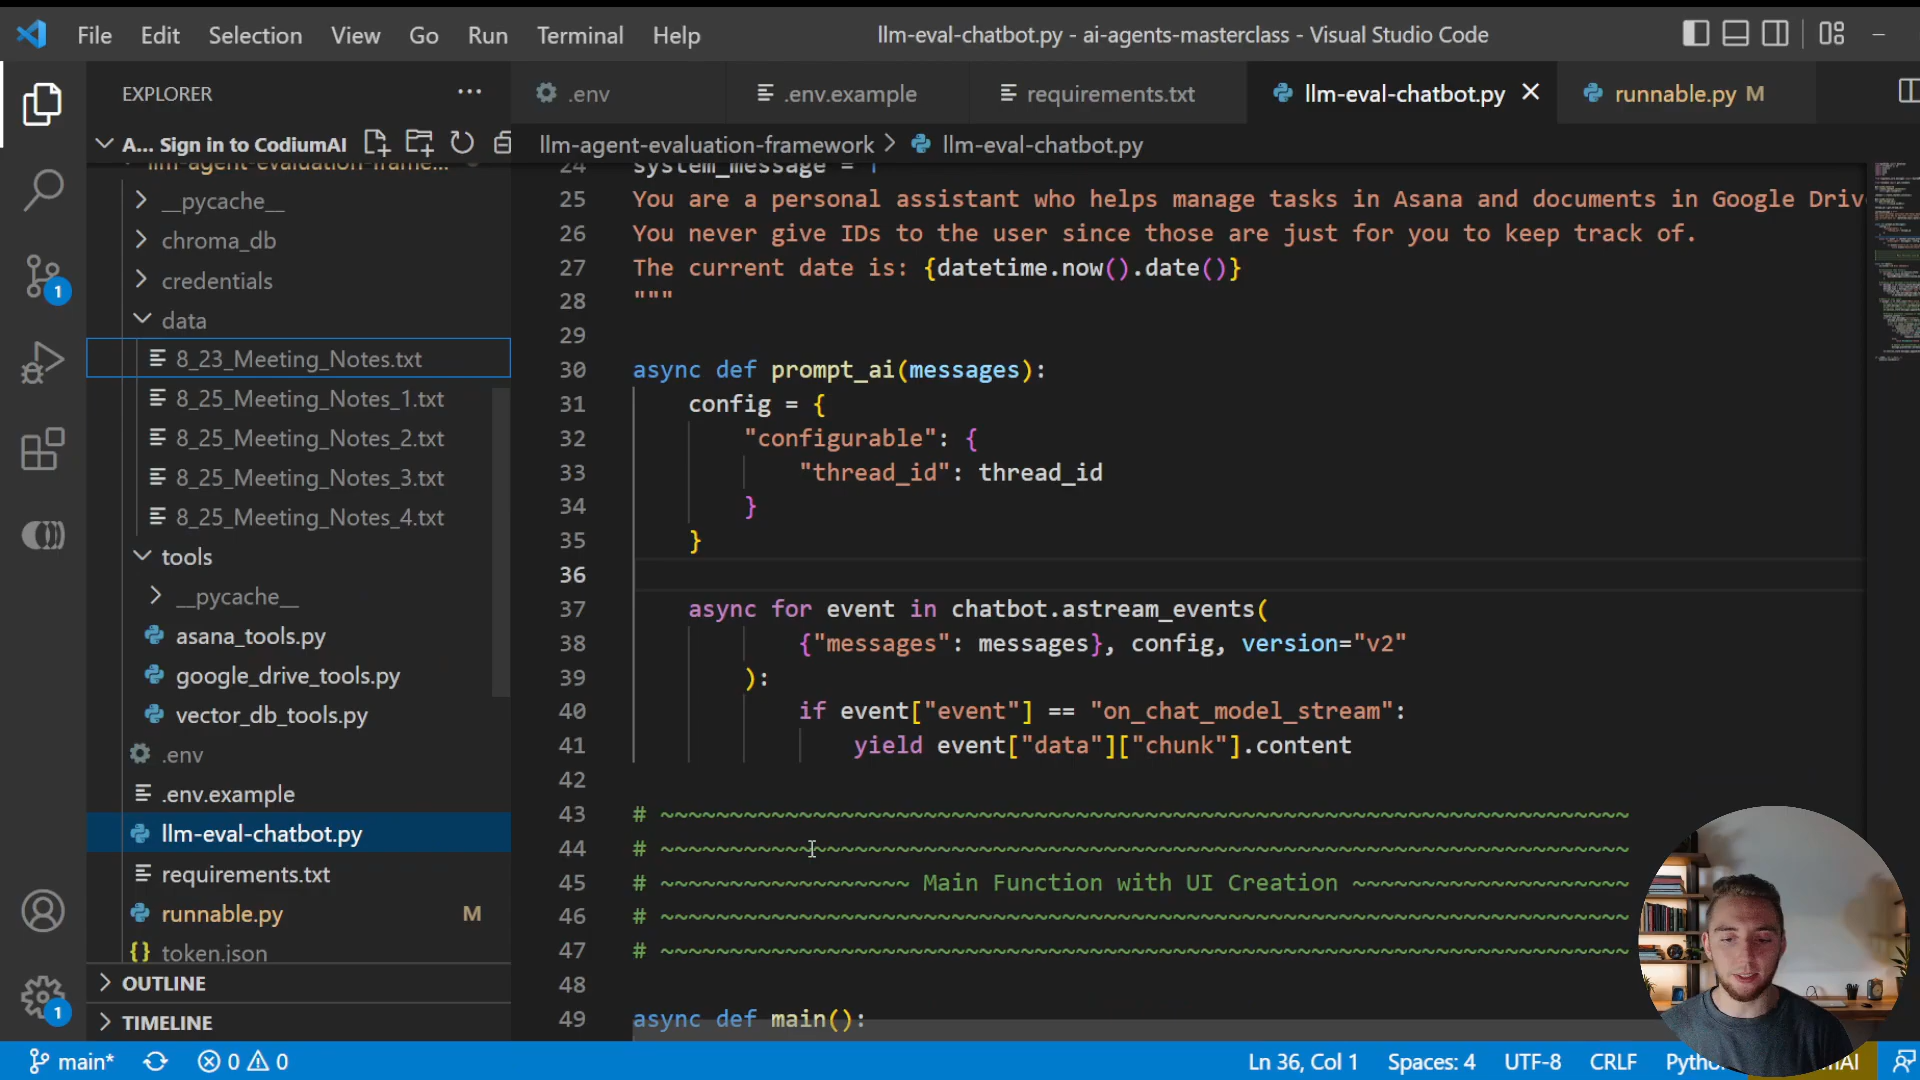 File Edit Selection View Go Run Terminal Help
llm-eval-chatbot.py - ai-agents-masterclass - Visual Studio Code
EXPLORER
.env
.env.example
requirements.txt
llm-eval-chatbot.py
runnable.py M
A... Sign in to CodiumAI
llm-agent-evaluation-framework > llm-eval-chatbot.py
llm-agent-evaluation-frame...
__pycache__
chroma_db
credentials
data
8_23_Meeting_Notes.txt
8_25_Meeting_Notes_1.txt
8_25_Meeting_Notes_2.txt
8_25_Meeting_Notes_3.txt
8_25_Meeting_Notes_4.txt
tools
__pycache__
asana_tools.py
google_drive_tools.py
vector_db_tools.py
.env
.env.example
llm-eval-chatbot.py
requirements.txt
runnable.py M
token.json
OUTLINE
TIMELINE
1
1
24 system_message = f
25 You are a personal assistant who helps manage tasks in Asana and documents in Google Driv
26 You never give IDs to the user since those are just for you to keep track of.
27 The current date is: {datetime.now().date()}
28 """
29
30 async def prompt_ai(messages):
31 config = {
32 "configurable": {
33 "thread_id": thread_id
34 }
35 }
36
37 async for event in chatbot.astream_events(
38 {"messages": messages}, config, version="v2"
39 ):
40 if event["event"] == "on_chat_model_stream":
41 yield event["data"]["chunk"].content
42
43 # ~~~~~~~~~~~~~~~~~~~~~~~~~~~~~~~~~~~~~~~~~~~~~~~~~~~~~~~~~~~~~~~~~~~~~~
44 # ~~~~~~~~~~~~~~~~~~~~~~~~~~~~~~~~~~~~~~~~~~~~~~~~~~~~~~~~~~~~~~~~~~~~~~
45 # ~~~~~~~~~~~~~~~~~~ Main Function with UI Creation ~~~~~~~~~~~~~~~~~~~~
46 # ~~~~~~~~~~~~~~~~~~~~~~~~~~~~~~~~~~~~~~~~~~~~~~~~~~~~~~~~~~~~~~~~~~~~~~
47 # ~~~~~~~~~~~~~~~~~~~~~~~~~~~~~~~~~~~~~~~~~~~~~~~~~~~~~~~~~~~~~~~~~~~~~~
48
49 async def main():
main* 0 0 Ln 36, Col 1 Spaces: 4 UTF-8 CRLF Pyth AI